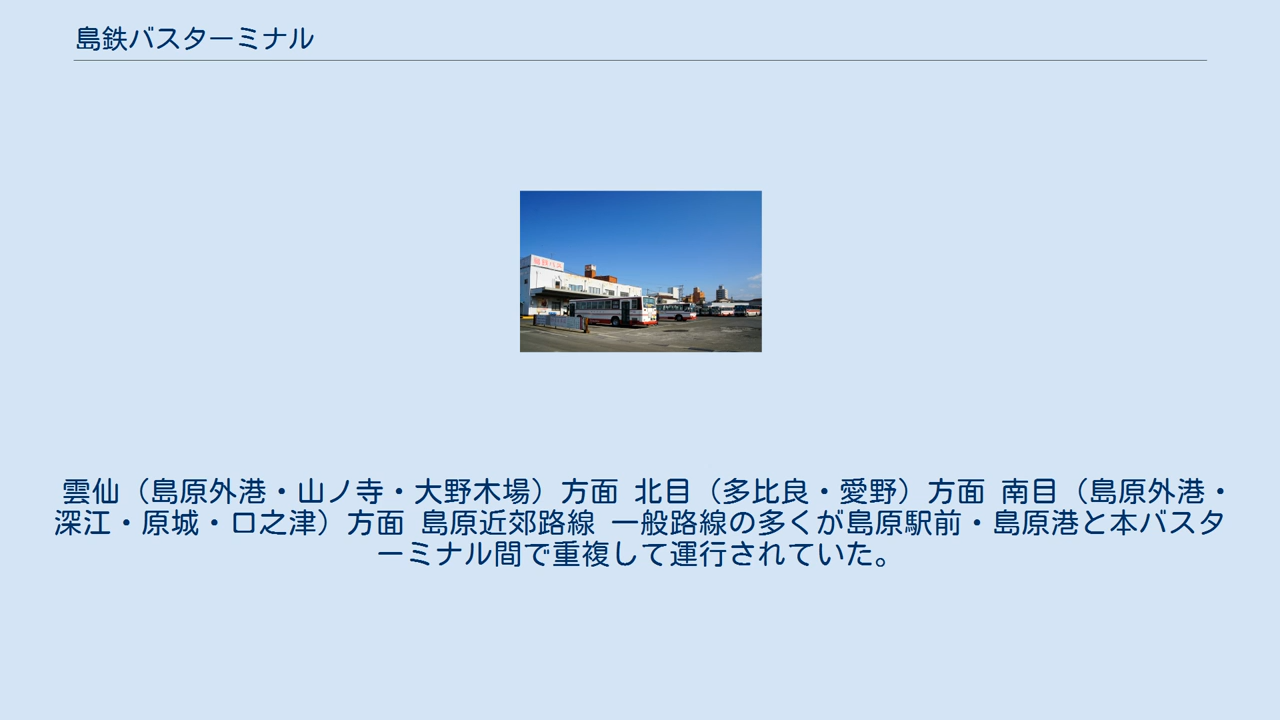 島鉄バスターミナル
島鉄バス
雲仙（島原外港・山ノ寺・大野木場）方面 北目（多比良・愛野）方面 南目（島原外港・
深江・原城・口之津）方面 島原近郊路線 一般路線の多くが島原駅前・島原港と本バスタ
ーミナル間で重複して運行されていた。